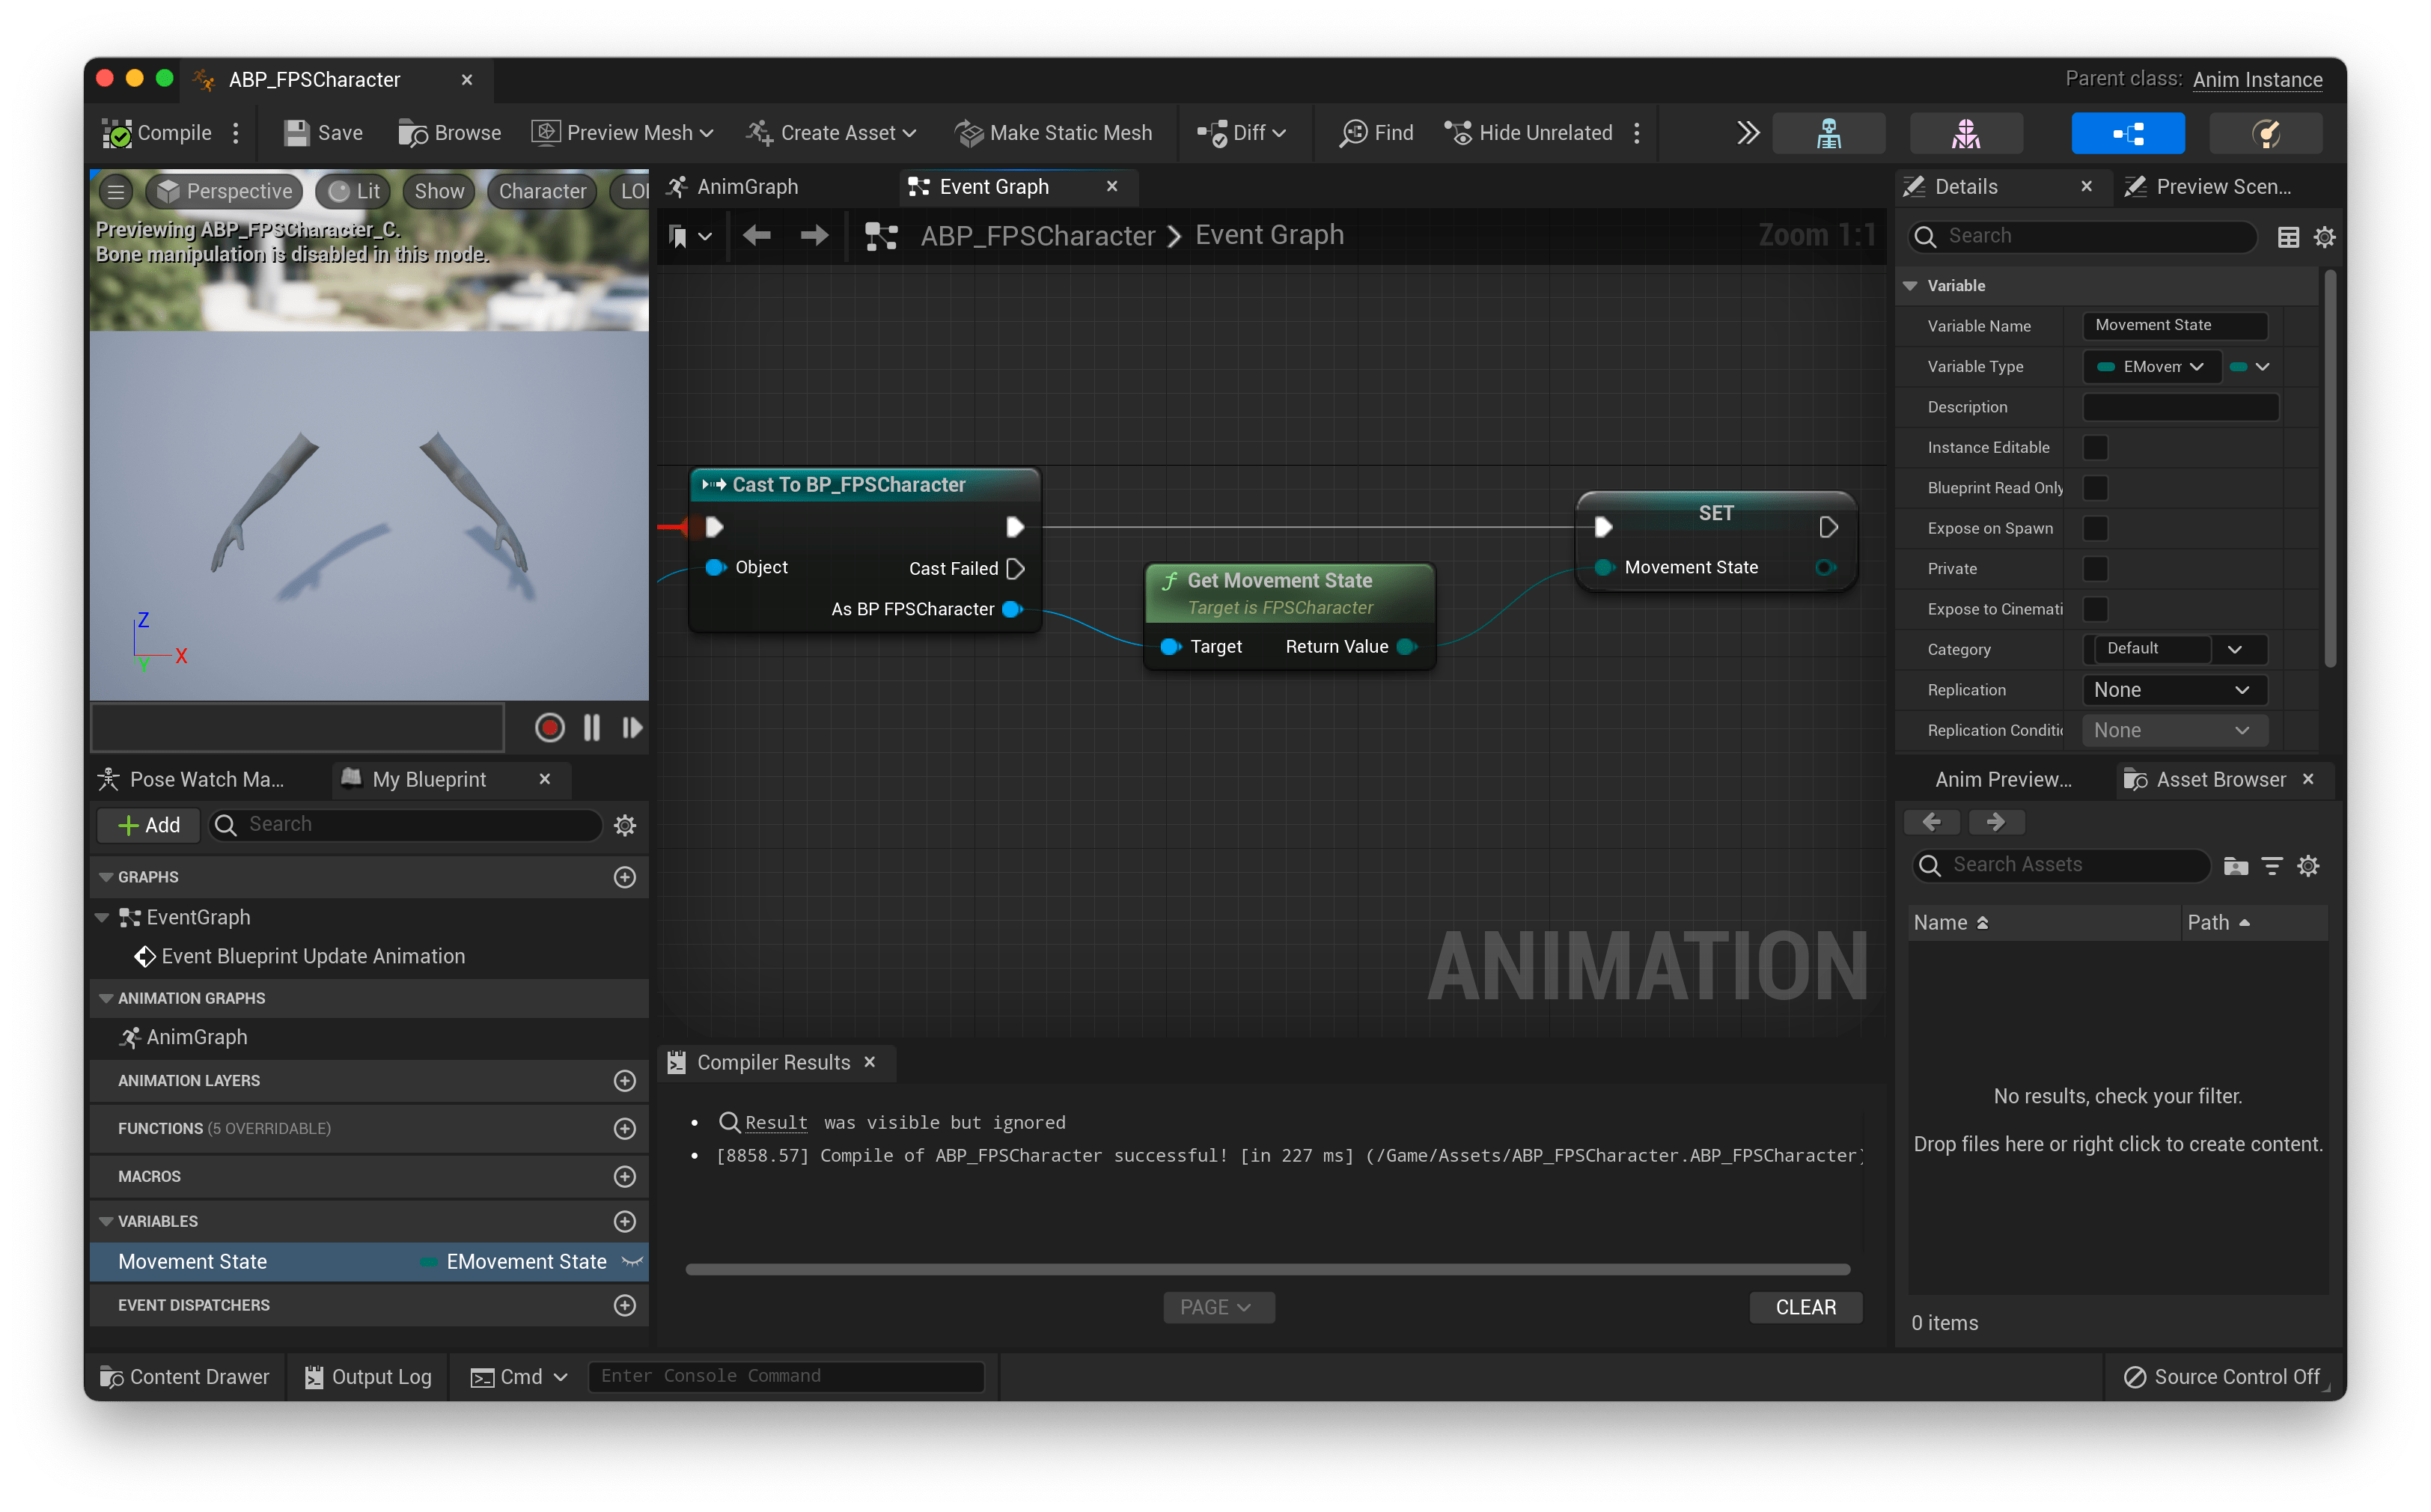 ABP_FPSCharacter
Parent class: Anim Instance
Compile
Save
Browse
Preview Mesh
Create Asset
Make Static Mesh
Diff
Find
Hide Unrelated
Perspective
Lit
Show
Character
LO
Previewing ABP_FPSCharacter_C.
Bone manipulation is disabled in this mode.
Z
X
Y
AnimGraph
Event Graph
ABP_FPSCharacter
Event Graph
Zoom 1:1
Cast To BP_FPSCharacter
Object
Cast Failed
As BP FPSCharacter
f Get Movement State
Target is FPSCharacter
Target
Return Value
SET
Movement State
ANIMATION
Compiler Results
Result was visible but ignored
[8858.57] Compile of ABP_FPSCharacter successful! [in 227 ms] (/Game/Assets/ABP_FPSCharacter.ABP_FPSCharacter)
PAGE
CLEAR
Pose Watch Ma...
My Blueprint
Add
Search
GRAPHS
EventGraph
Event Blueprint Update Animation
ANIMATION GRAPHS
AnimGraph
ANIMATION LAYERS
FUNCTIONS (5 OVERRIDABLE)
MACROS
VARIABLES
Movement State
EMovement State
EVENT DISPATCHERS
Details
Preview Scen...
Search
Variable
Variable Name
Movement State
Variable Type
EMoven
Description
Instance Editable
Blueprint Read Only
Expose on Spawn
Private
Expose to Cinemati
Category
Default
Replication
None
Replication Conditi
None
Anim Preview...
Asset Browser
Search Assets
Name
Path
No results, check your filter.
Drop files here or right click to create content.
0 items
Content Drawer
Output Log
Cmd
Enter Console Command
Source Control Off